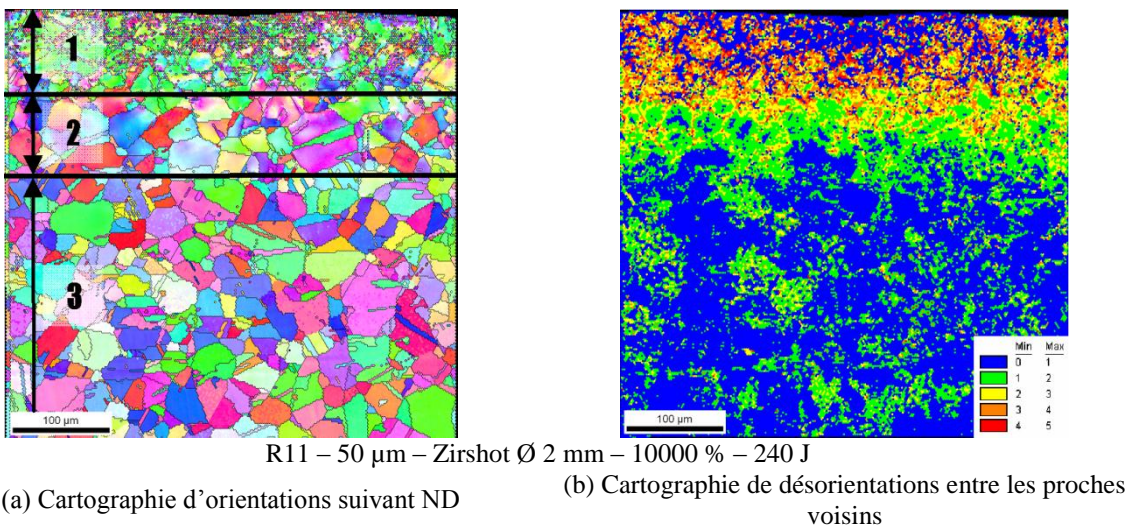 1
2
3
100 µm
100 µm
Min Max
0 1
1 2
2 3
3 4
4 5
R11 – 50 µm – Zirshot Ø 2 mm – 10000 % – 240 J
(a) Cartographie d’orientations suivant ND
(b) Cartographie de désorientations entre les proches
voisins